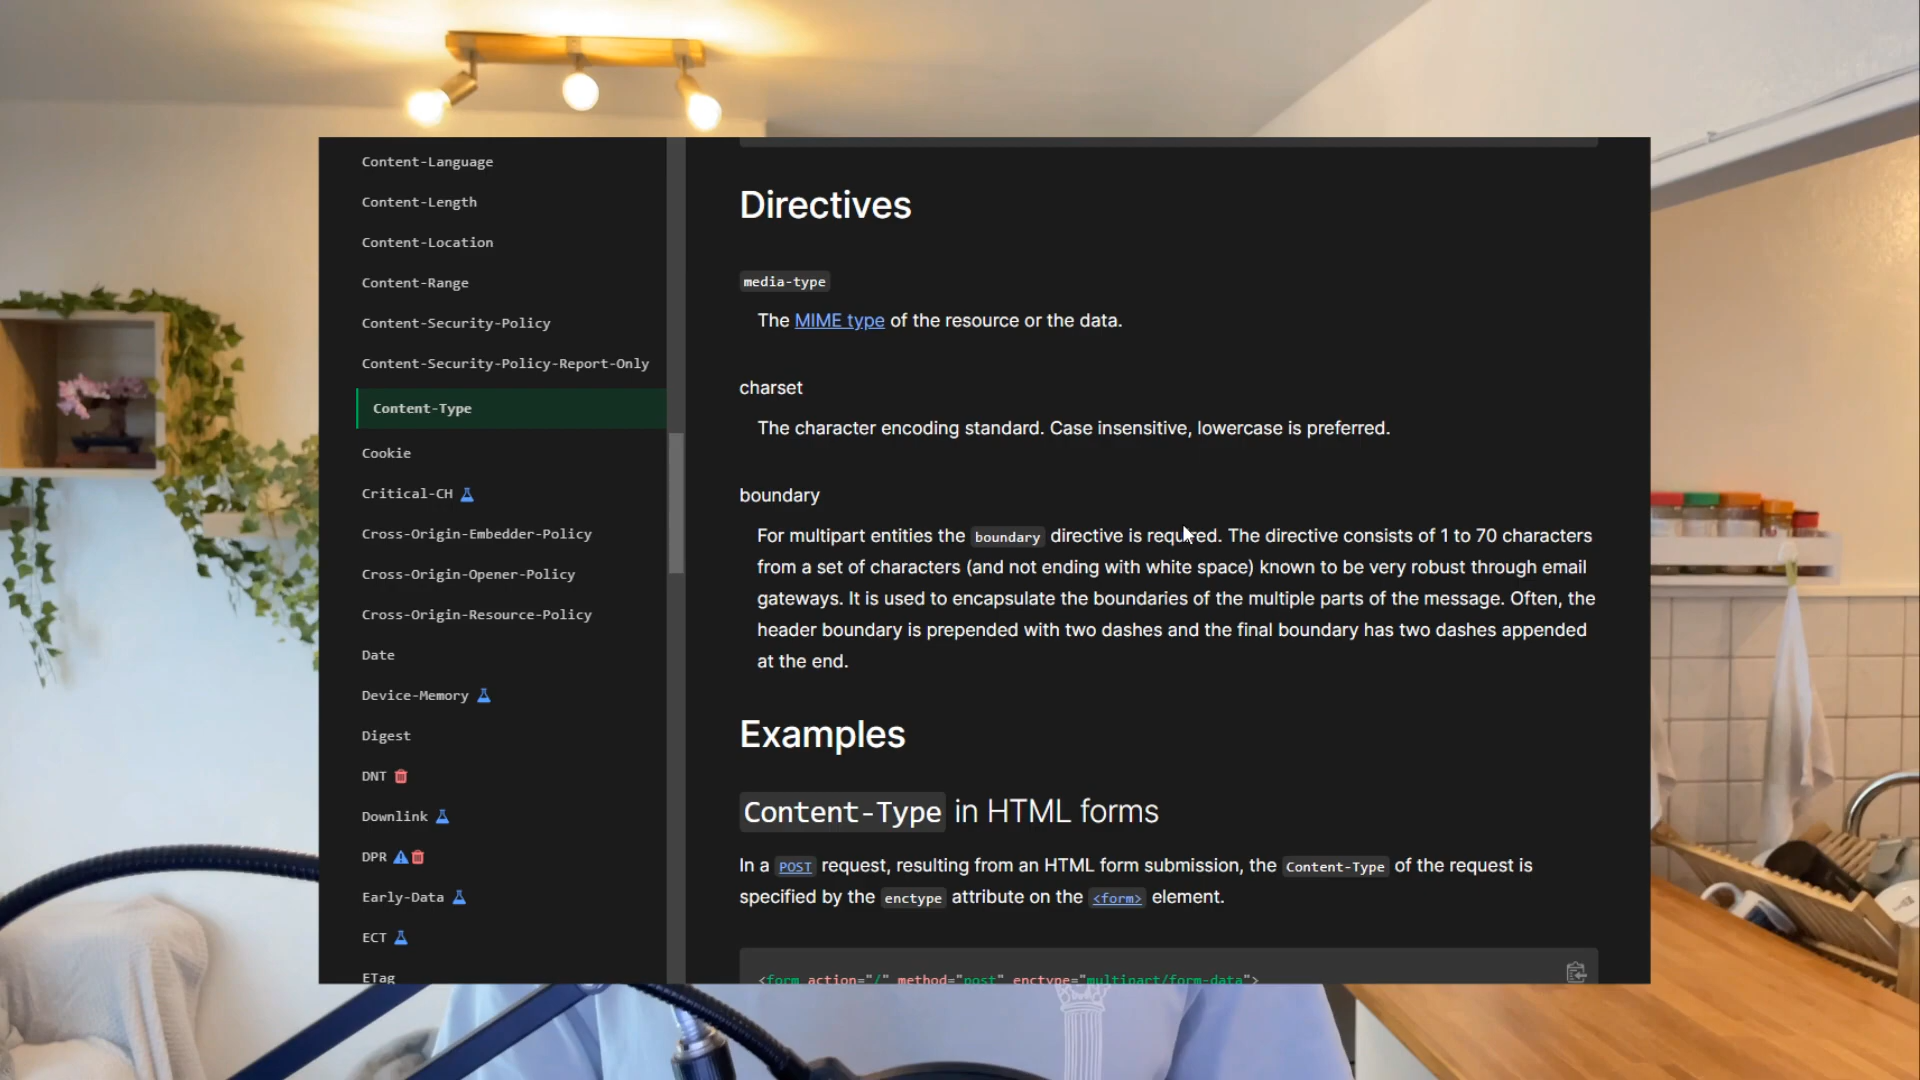 Content-Language
Content-Length
Content-Location
Content-Range
Content-Security-Policy
Content-Security-Policy-Report-Only
Content-Type
Cookie
Critical-CH
Cross-Origin-Embedder-Policy
Cross-Origin-Opener-Policy
Cross-Origin-Resource-Policy
Date
Device-Memory
Digest
DNT
Downlink
DPR
Early-Data
ECT
ETag
Directives
media-type
The MIME type of the resource or the data.
charset
The character encoding standard. Case insensitive, lowercase is preferred.
boundary
For multipart entities the boundary directive is required. The directive consists of 1 to 70 characters
from a set of characters (and not ending with white space) known to be very robust through email
gateways. It is used to encapsulate the boundaries of the multiple parts of the message. Often, the
header boundary is prepended with two dashes and the final boundary has two dashes appended
at the end.
Examples
Content-Type in HTML forms
In a POST request, resulting from an HTML form submission, the Content-Type of the request is
specified by the enctype attribute on the <form> element.
<form action="/" method="post" enctype="multipart/form-data">